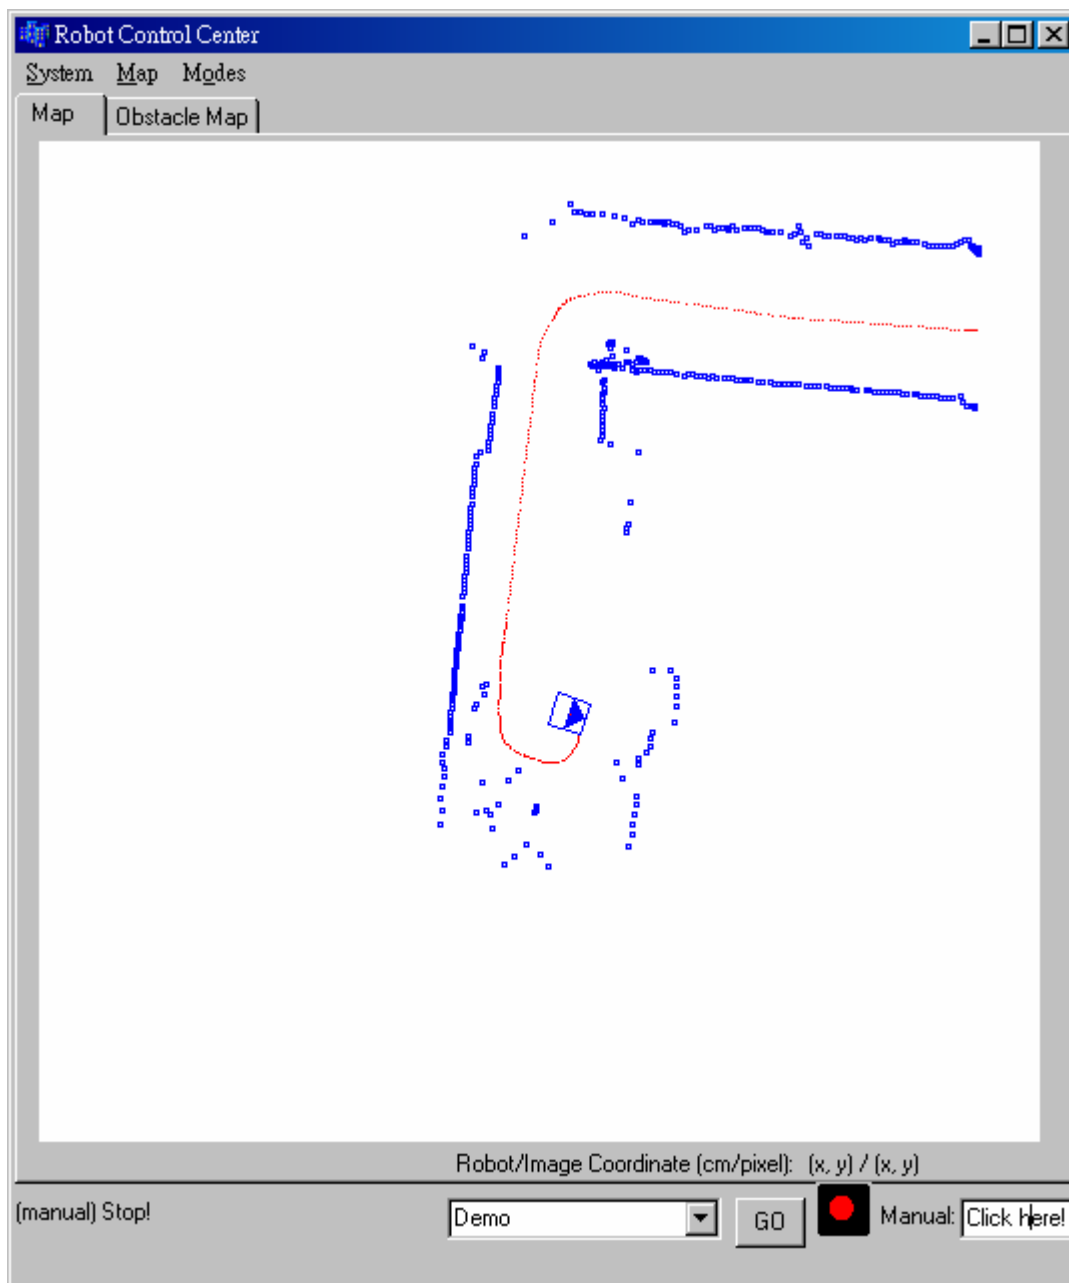 Robot Control Center
System Map Modes
Map Obstacle Map
Robot/Image Coordinate (cm/pixel): (x, y) / (x, y)
(manual) Stop! Demo GO Manual: Click here!